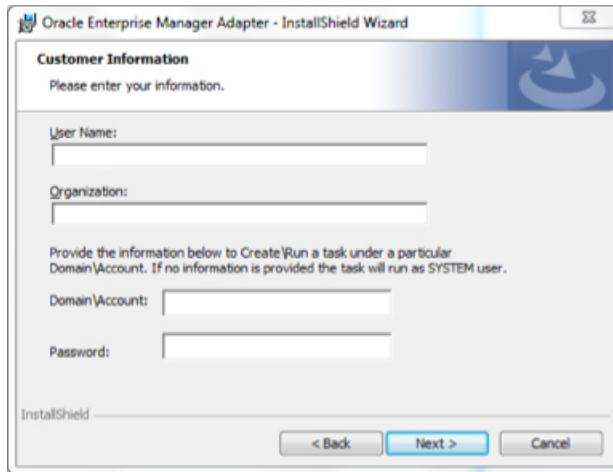 Oracle Enterprise Manager Adapter - InstallShield Wizard
Customer Information
Please enter your information.
User Name:
Organization:
Provide the information below to Create\Run a task under a particular
Domain\Account. If no information is provided the task will run as SYSTEM user.
Domain\Account:
Password:
InstallShield
< Back Next > Cancel